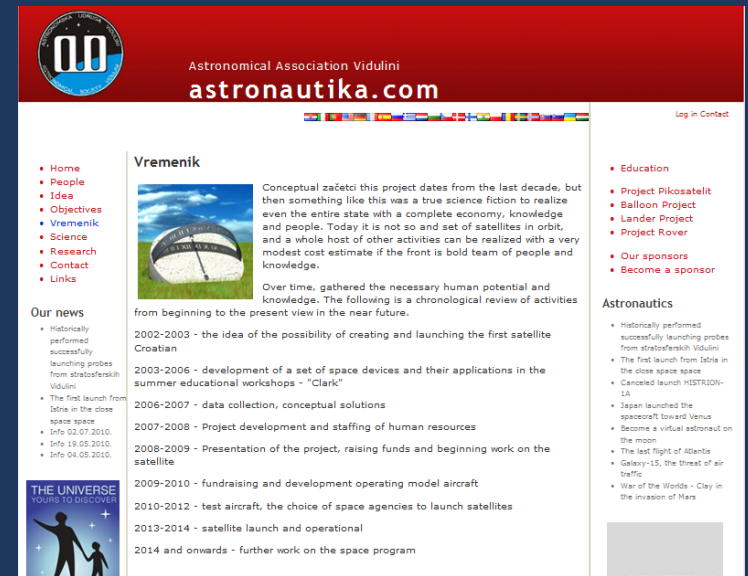 ASTRONOMSKA UDRUGA VIDULINI
ASTRONOMICAL SOCIETY VIDULINI
Astronomical Association Vidulini
astronautika.com
Log in Contact
Home
People
Idea
Objectives
Vremenik
Science
Research
Contact
Links
Our news
Historically
performed
successfully
launching probes
from stratosferskih
Vidulini
The first launch from
Istria in the close
space space
Info 02.07.2010.
Info 19.05.2010.
Info 04.05.2010.
THE UNIVERSE
YOURS TO DISCOVER
Vremenik
Conceptual začetci this project dates from the last decade, but
then something like this was a true science fiction to realize
even the entire state with a complete economy, knowledge
and people. Today it is not so and set of satellites in orbit,
and a whole host of other activities can be realized with a very
modest cost estimate if the front is bold team of people and
knowledge.
Over time, gathered the necessary human potential and
knowledge. The following is a chronological review of activities
from beginning to the present view in the near future.
2002-2003 - the idea of the possibility of creating and launching the first satellite
Croatian
2003-2006 - development of a set of space devices and their applications in the
summer educational workshops - "Clark"
2006-2007 - data collection, conceptual solutions
2007-2008 - Project development and staffing of human resources
2008-2009 - Presentation of the project, raising funds and beginning work on the
satellite
2009-2010 - fundraising and development operating model aircraft
2010-2012 - test aircraft, the choice of space agencies to launch satellites
2013-2014 - satellite launch and operational
2014 and onwards - further work on the space program
Education
Project Pikosatelit
Balloon Project
Lander Project
Project Rover
Our sponsors
Become a sponsor
Astronautics
Historically performed
successfully launching probes
from stratosferskih Vidulini
The first launch from Istria in
the close space space
Canceled launch HISTRION-
1A
Japan launched the
spacecraft toward Venus
Become a virtual astronaut on
the moon
The last flight of Atlantis
Galaxy-15, the threat of air
traffic
War of the Worlds - Clay in
the invasion of Mars